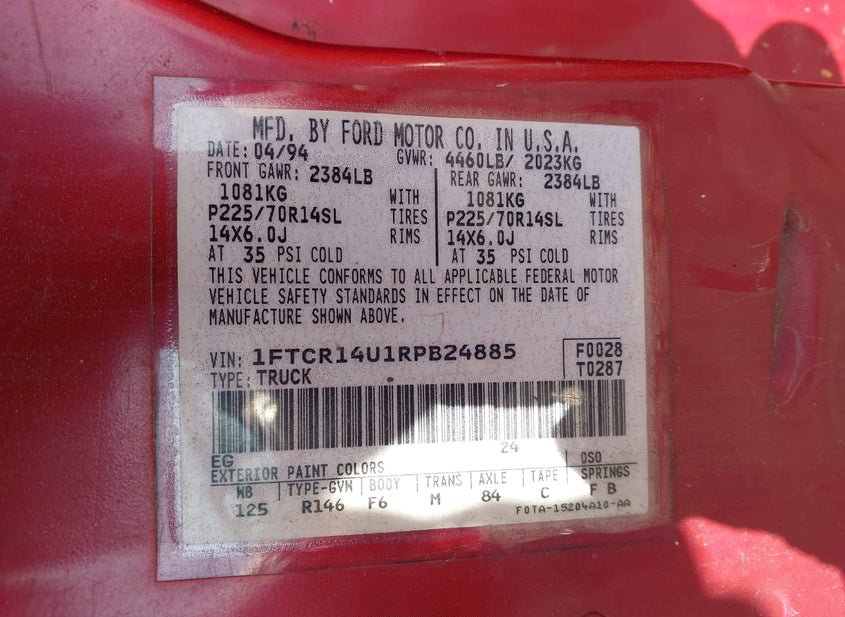 MFD. BY FORD MOTOR CO. IN U.S.A.
DATE: 04/94 GVWR: 4460LB/ 2023KG
FRONT GAWR: 2384LB REAR GAWR: 2384LB
1081KG WITH 1081KG WITH
P225/70R14SL TIRES P225/70R14SL TIRES
14X6.0J RIMS 14X6.0J RIMS
AT 35 PSI COLD AT 35 PSI COLD
THIS VEHICLE CONFORMS TO ALL APPLICABLE FEDERAL MOTOR
VEHICLE SAFETY STANDARDS IN EFFECT ON THE DATE OF
MANUFACTURE SHOWN ABOVE.
VIN: 1FTCR14U1RPB24885 F0028
TYPE: TRUCK T0287
24
EG DSO
EXTERIOR PAINT COLORS SPRINGS
WB TYPE-GVW BODY TRANS AXLE TAPE F B
125 R146 F6 M 84 C
F0TA-15204A10-AA